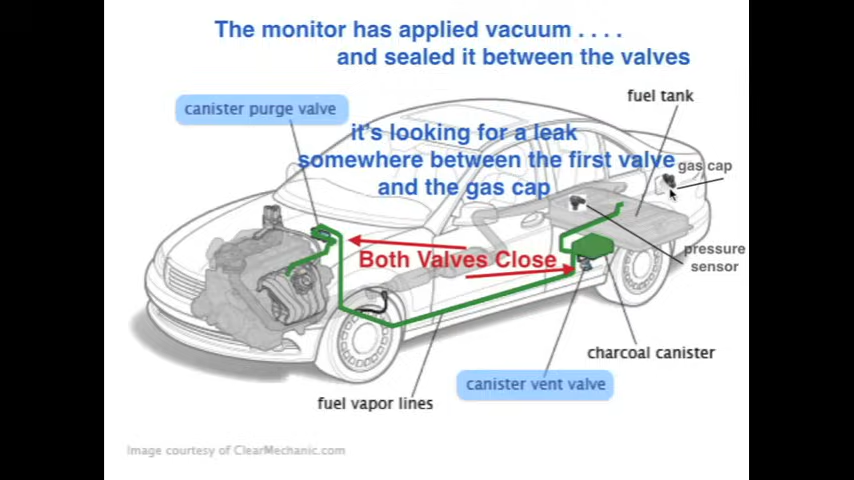 The monitor has applied vacuum . . . .
and sealed it between the valves
fuel tank
canister purge valve
it's looking for a leak
somewhere between the first valve
gas cap
and the gas cap
pressure
sensor
Both Valves Close
charcoal canister
canister vent valve
fuel vapor lines
Image courtesy of ClearMechanic.com